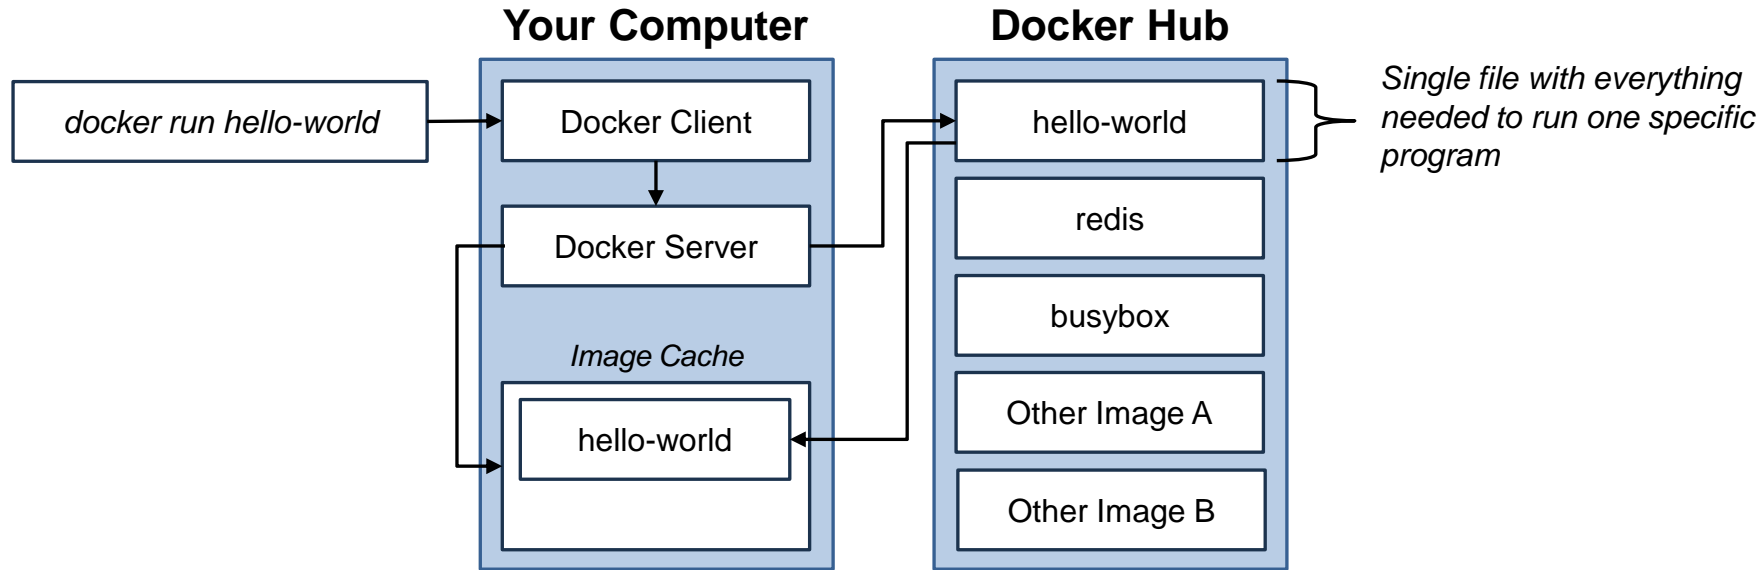 Your Computer
Docker Hub
docker run hello-world
Docker Client
hello-world
Single file with everything
needed to run one specific
program
Docker Server
redis
busybox
Image Cache
hello-world
Other Image A
Other Image B